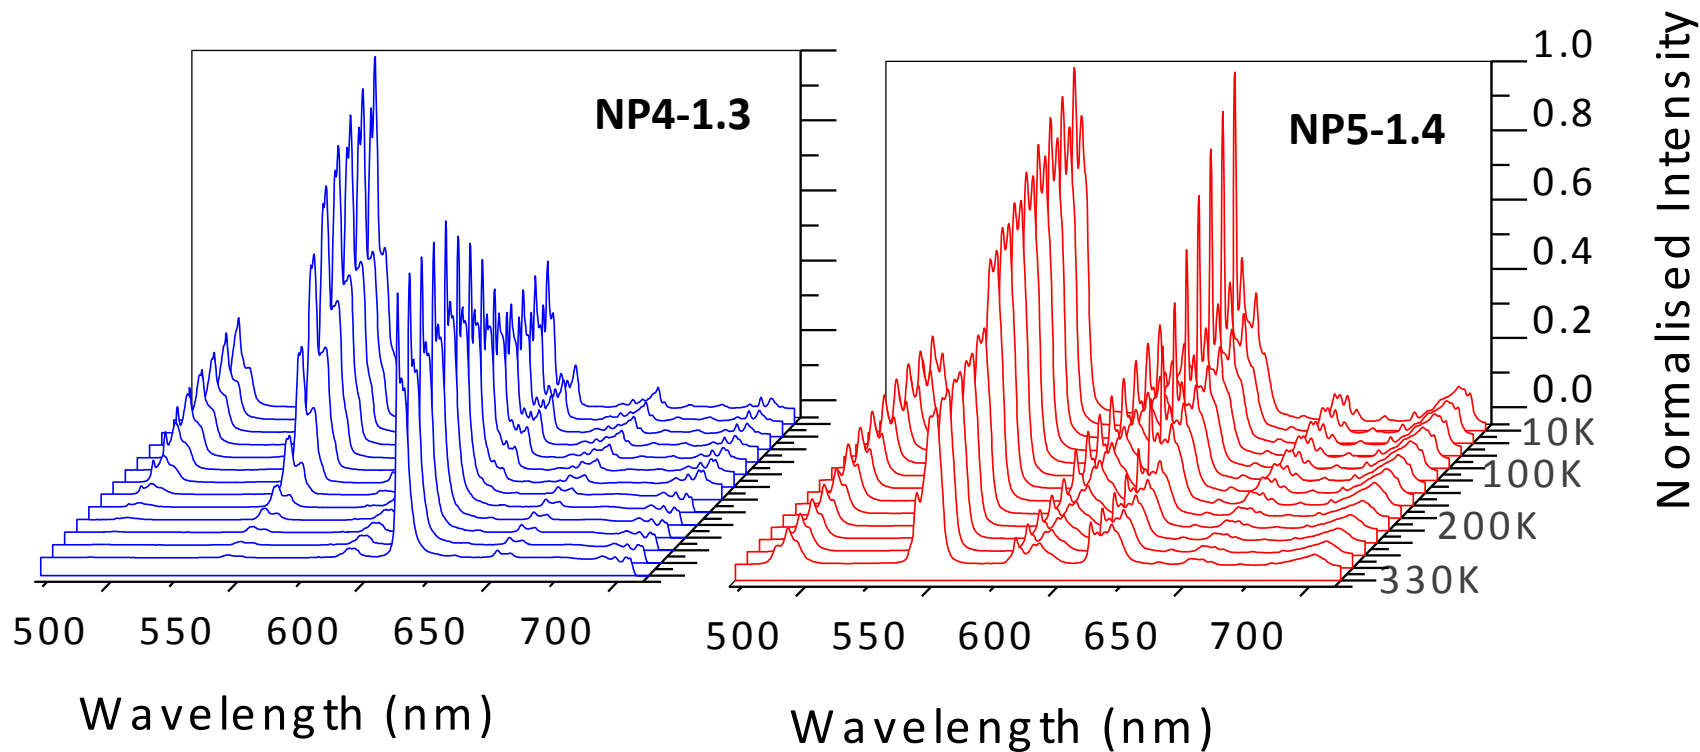 NP4-1.3
500 550 600 650 700
Wavelength (nm)
NP5-1.4
500 550 600 650 700
Wavelength (nm)
1.0
0.8
0.6
0.4
0.2
0.0
Normalised Intensity
10K
100K
200K
330K